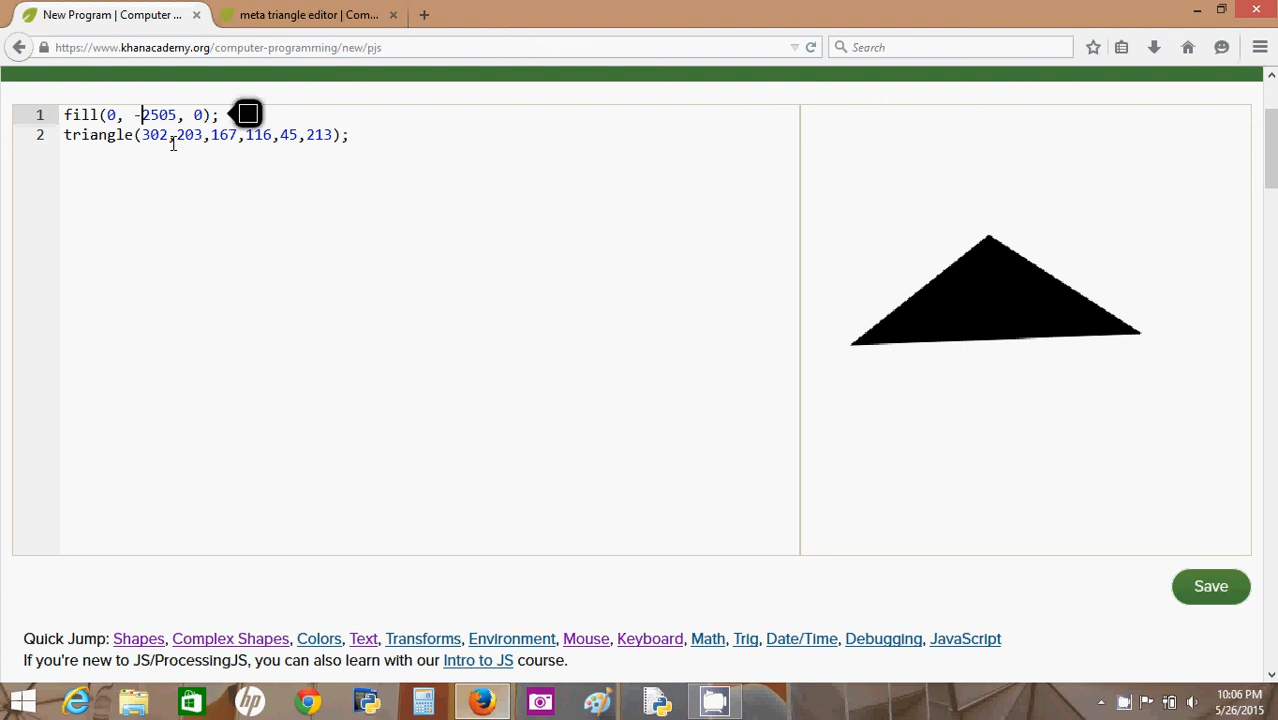 New Program | Computer ...
meta triangle editor | Com...
https://www.khanacademy.org/computer-programming/new/pjs
Search
1 fill(0, -2505, 0);
2 triangle(302,203,167,116,45,213);
Save
Quick Jump: Shapes, Complex Shapes, Colors, Text, Transforms, Environment, Mouse, Keyboard, Math, Trig, Date/Time, Debugging, JavaScript
If you're new to JS/ProcessingJS, you can also learn with our Intro to JS course.
10:06 PM
5/26/2015